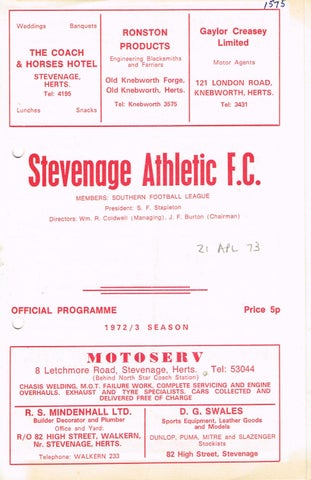 1575
Weddings Banquets
THE COACH
& HORSES HOTEL
STEVENAGE,
HERTS.
Tel: 4195
Lunches Snacks
RONSTON
PRODUCTS
Engineering Blacksmiths
and Farriers
Old Knebworth Forge,
Old Knebworth, Herts.
Tel: Knebworth 3575
Gaylor Creasey
Limited
Motor Agents
121 LONDON ROAD,
KNEBWORTH, HERTS.
Tel: 3431
Stevenage Athletic F.C.
MEMBERS: SOUTHERN FOOTBALL LEAGUE
President: S. F. Stapleton
Directors: Wm. R. Coldwell (Managing). J. F. Burton (Chairman)
21 APL 73
OFFICIAL PROGRAMME Price 5p
1972/3 SEASON
MOTOSERV
8 Letchmore Road, Stevenage, Herts. Tel: 53044
(Behind North Star Coach Station)
CHASIS WELDING, M.O.T. FAILURE WORK, COMPLETE SERVICING AND ENGINE
OVERHAULS. EXHAUST AND TYRE SPECIALISTS. CARS COLLECTED AND
DELIVERED FREE OF CHARGE
R. S. MINDENHALL LTD.
Builder Decorator and Plumber
Office and Yard:
R/O 82 HIGH STREET, WALKERN,
Nr. STEVENAGE, HERTS.
Telephone: WALKERN 233
D. G. SWALES
Sports Equipment, Leather Goods
and Models
DUNLOP, PUMA, MITRE and SLAZENGER
Stockists
82 High Street, Stevenage